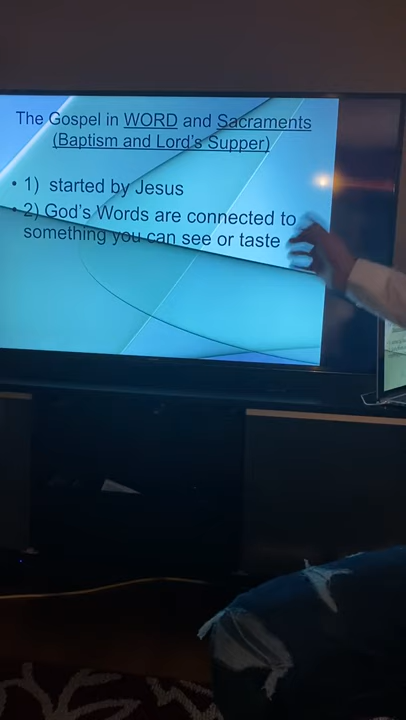 The Gospel in WORD and Sacraments
(Baptism and Lord's Supper)
• 1) started by Jesus
• 2) God's Words are connected to
something you can see or taste